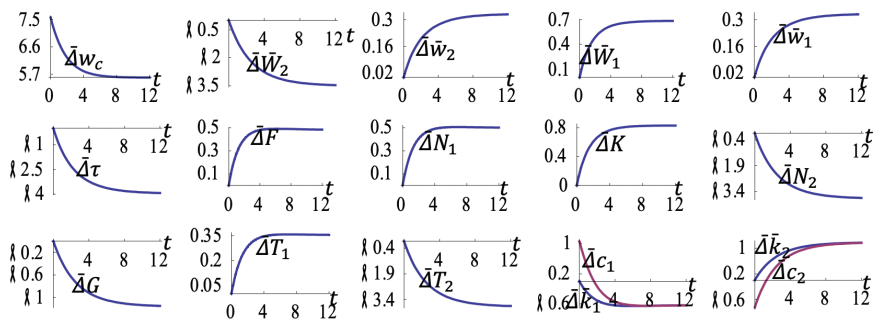 7.5 6.6 5.7 Δ̄w_c 4 8 12 t
ƛ 0.5 ƛ 2 ƛ 3.5 4 8 12 t Δ̄W̄_2
0.3 0.16 0.02 Δ̄w̄_2 0 4 8 12 t
0.7 0.4 0.1 Δ̄W̄_1 0 4 8 12 t
0.3 0.16 0.02 Δ̄w̄_1 0 4 8 12 t
ƛ 1 ƛ 2.5 ƛ 4 4 8 12 t Δ̄τ
0.5 0.3 0.1 Δ̄F 0 4 8 12 t
0.5 0.3 0.1 Δ̄N_1 0 4 8 12 t
0.8 0.4 0 Δ̄K 0 4 8 12 t
ƛ 0.4 ƛ 1.9 ƛ 3.4 4 8 12 t Δ̄N_2
ƛ 0.2 ƛ 0.6 ƛ 1 4 8 12 t Δ̄G
0.35 0.2 0.05 Δ̄T_1 0 4 8 12 t
ƛ 0.4 ƛ 1.9 ƛ 3.4 4 8 12 t Δ̄T_2
1 0.2 ƛ 0.6 Δ̄c_1 Δ̄k̄_1 4 8 12 t
1 0.2 ƛ 0.6 Δ̄k̄_2 Δ̄c_2 4 8 12 t